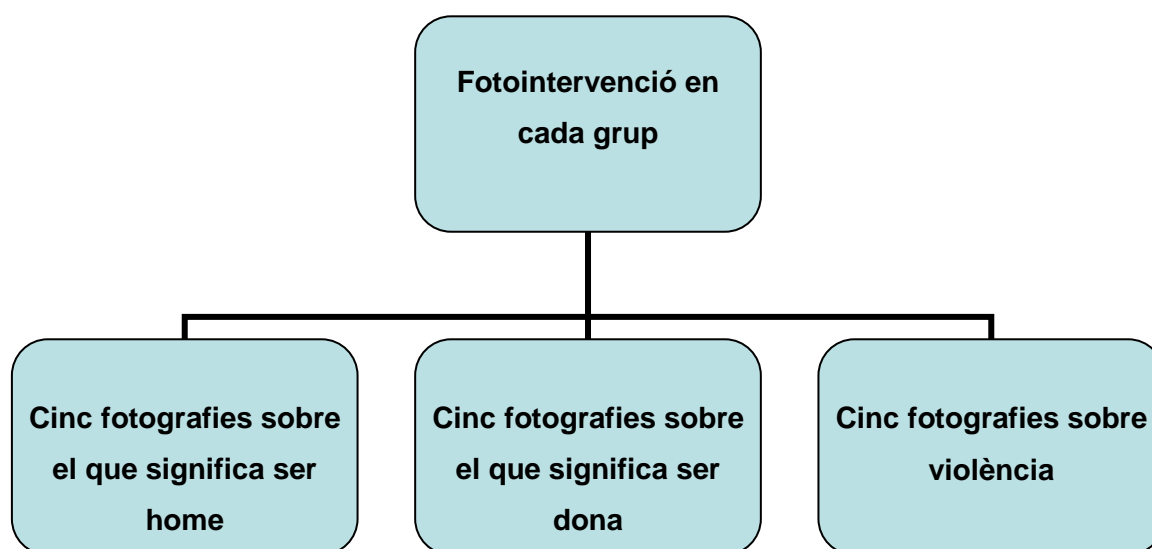 Fotointervenció en
cada grup
Cinc fotografies sobre
el que significa ser
home
Cinc fotografies sobre
el que significa ser
dona
Cinc fotografies sobre
violència